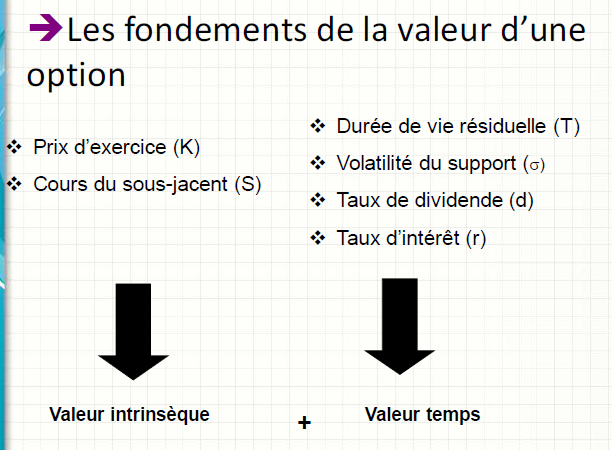 ➔Les fondements de la valeur d’une
option
❖ Prix d’exercice (K)
❖ Cours du sous-jacent (S)
❖ Durée de vie résiduelle (T)
❖ Volatilité du support (σ)
❖ Taux de dividende (d)
❖ Taux d’intérêt (r)
Valeur intrinsèque + Valeur temps